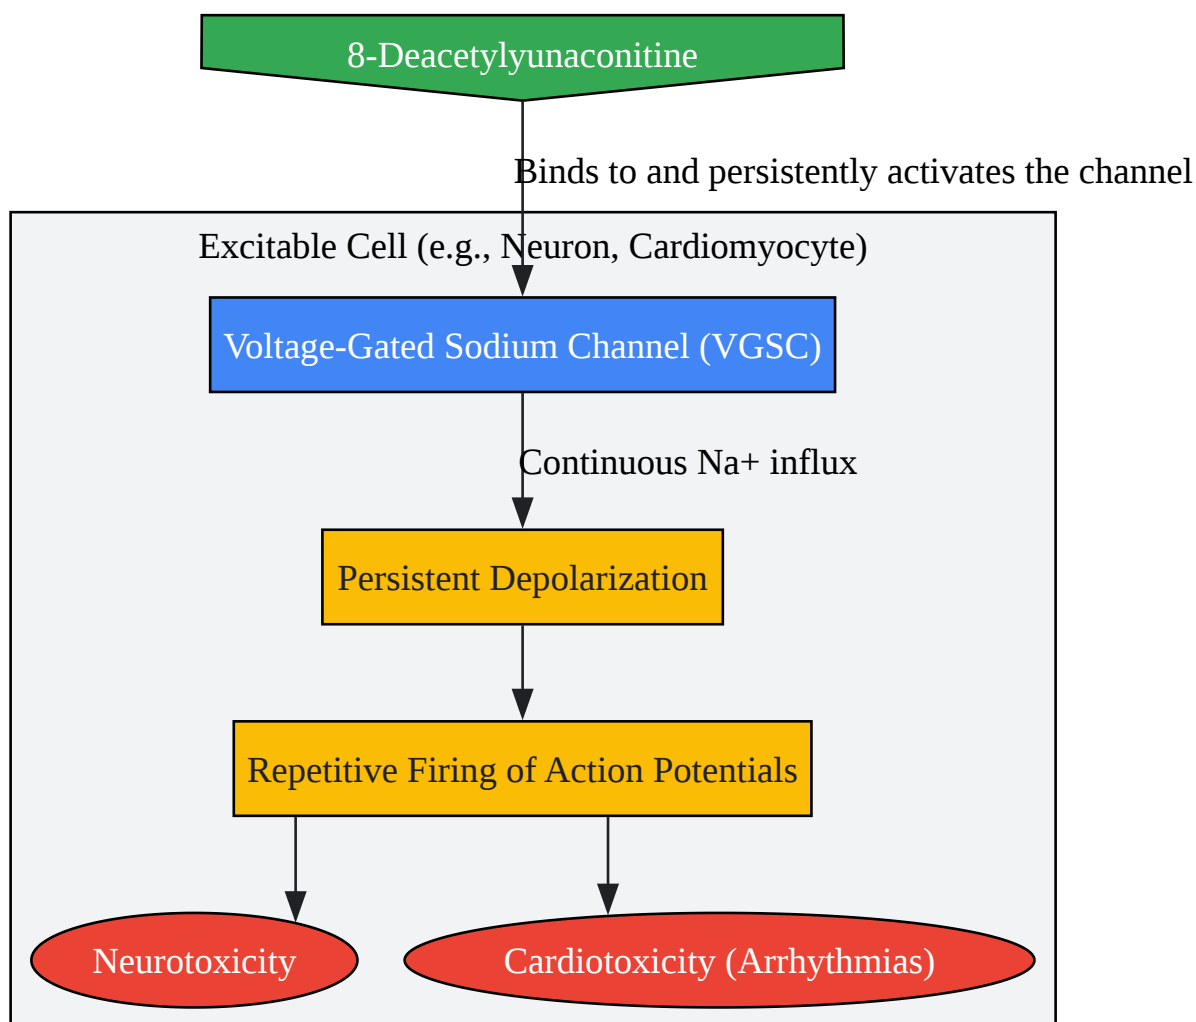 8-Deacetylyunaconitine
Binds to and persistently activates the channel
Excitable Cell (e.g., Neuron, Cardiomyocyte)
Voltage-Gated Sodium Channel (VGSC)
Continuous Na+ influx
Persistent Depolarization
Repetitive Firing of Action Potentials
Neurotoxicity
Cardiotoxicity (Arrhythmias)